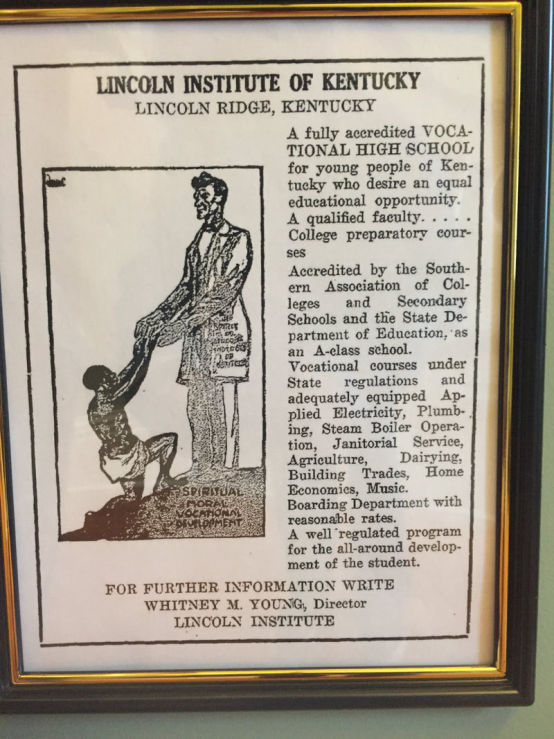 LINCOLN INSTITUTE OF KENTUCKY
LINCOLN RIDGE, KENTUCKY
A fully accredited VOCA-
TIONAL HIGH SCHOOL
for young people of Ken-
tucky who desire an equal
educational opportunity.
A qualified faculty. . . . .
College preparatory cour-
ses
Accredited by the South-
ern Association of Col-
leges and Secondary
Schools and the State De-
partment of Education, as
an A-class school.
Vocational courses under
State regulations and
adequately equipped Ap-
plied Electricity, Plumb-
ing, Steam Boiler Opera-
tion, Janitorial Service,
Agriculture, Dairying,
Building Trades, Home
Economics, Music.
Boarding Department with
reasonable rates.
A well regulated program
for the all-around develop-
ment of the student.
THE
SPIRIT
OF
SPIRITUAL
MORAL
VOCATIONAL
DEVELOPMENT
FOR FURTHER INFORMATION WRITE
WHITNEY M. YOUNG, Director
LINCOLN INSTITUTE